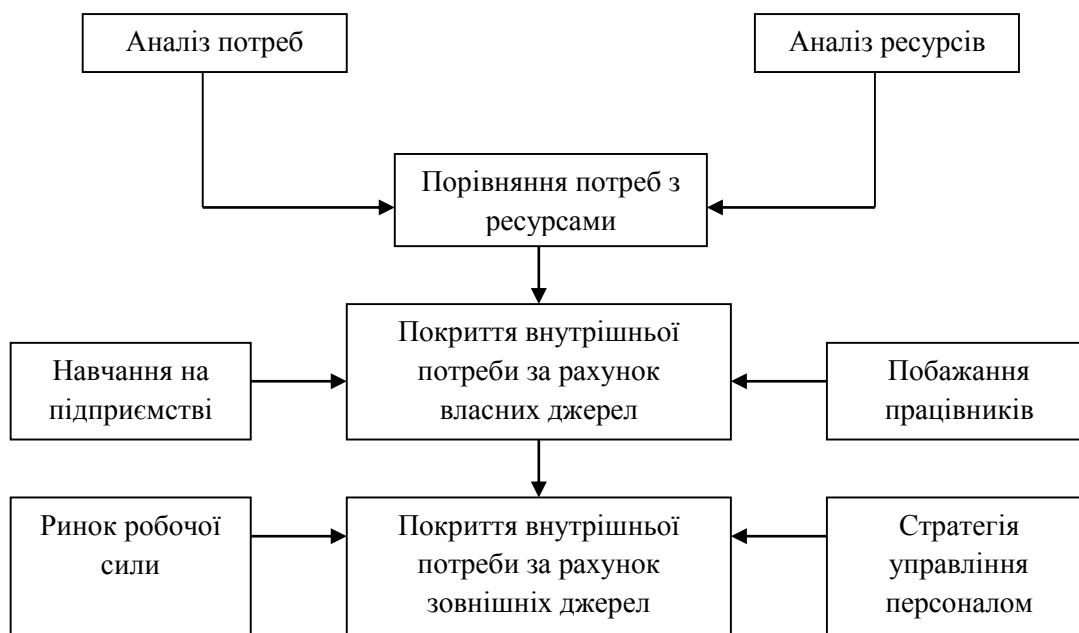 Аналіз потреб
Аналіз ресурсів
Порівняння потреб з
ресурсами
Покриття внутрішньої
потреби за рахунок
власних джерел
Навчання на
підприємстві
Побажання
працівників
Ринок робочої
сили
Покриття внутрішньої
потреби за рахунок
зовнішніх джерел
Стратегія
управління
персоналом